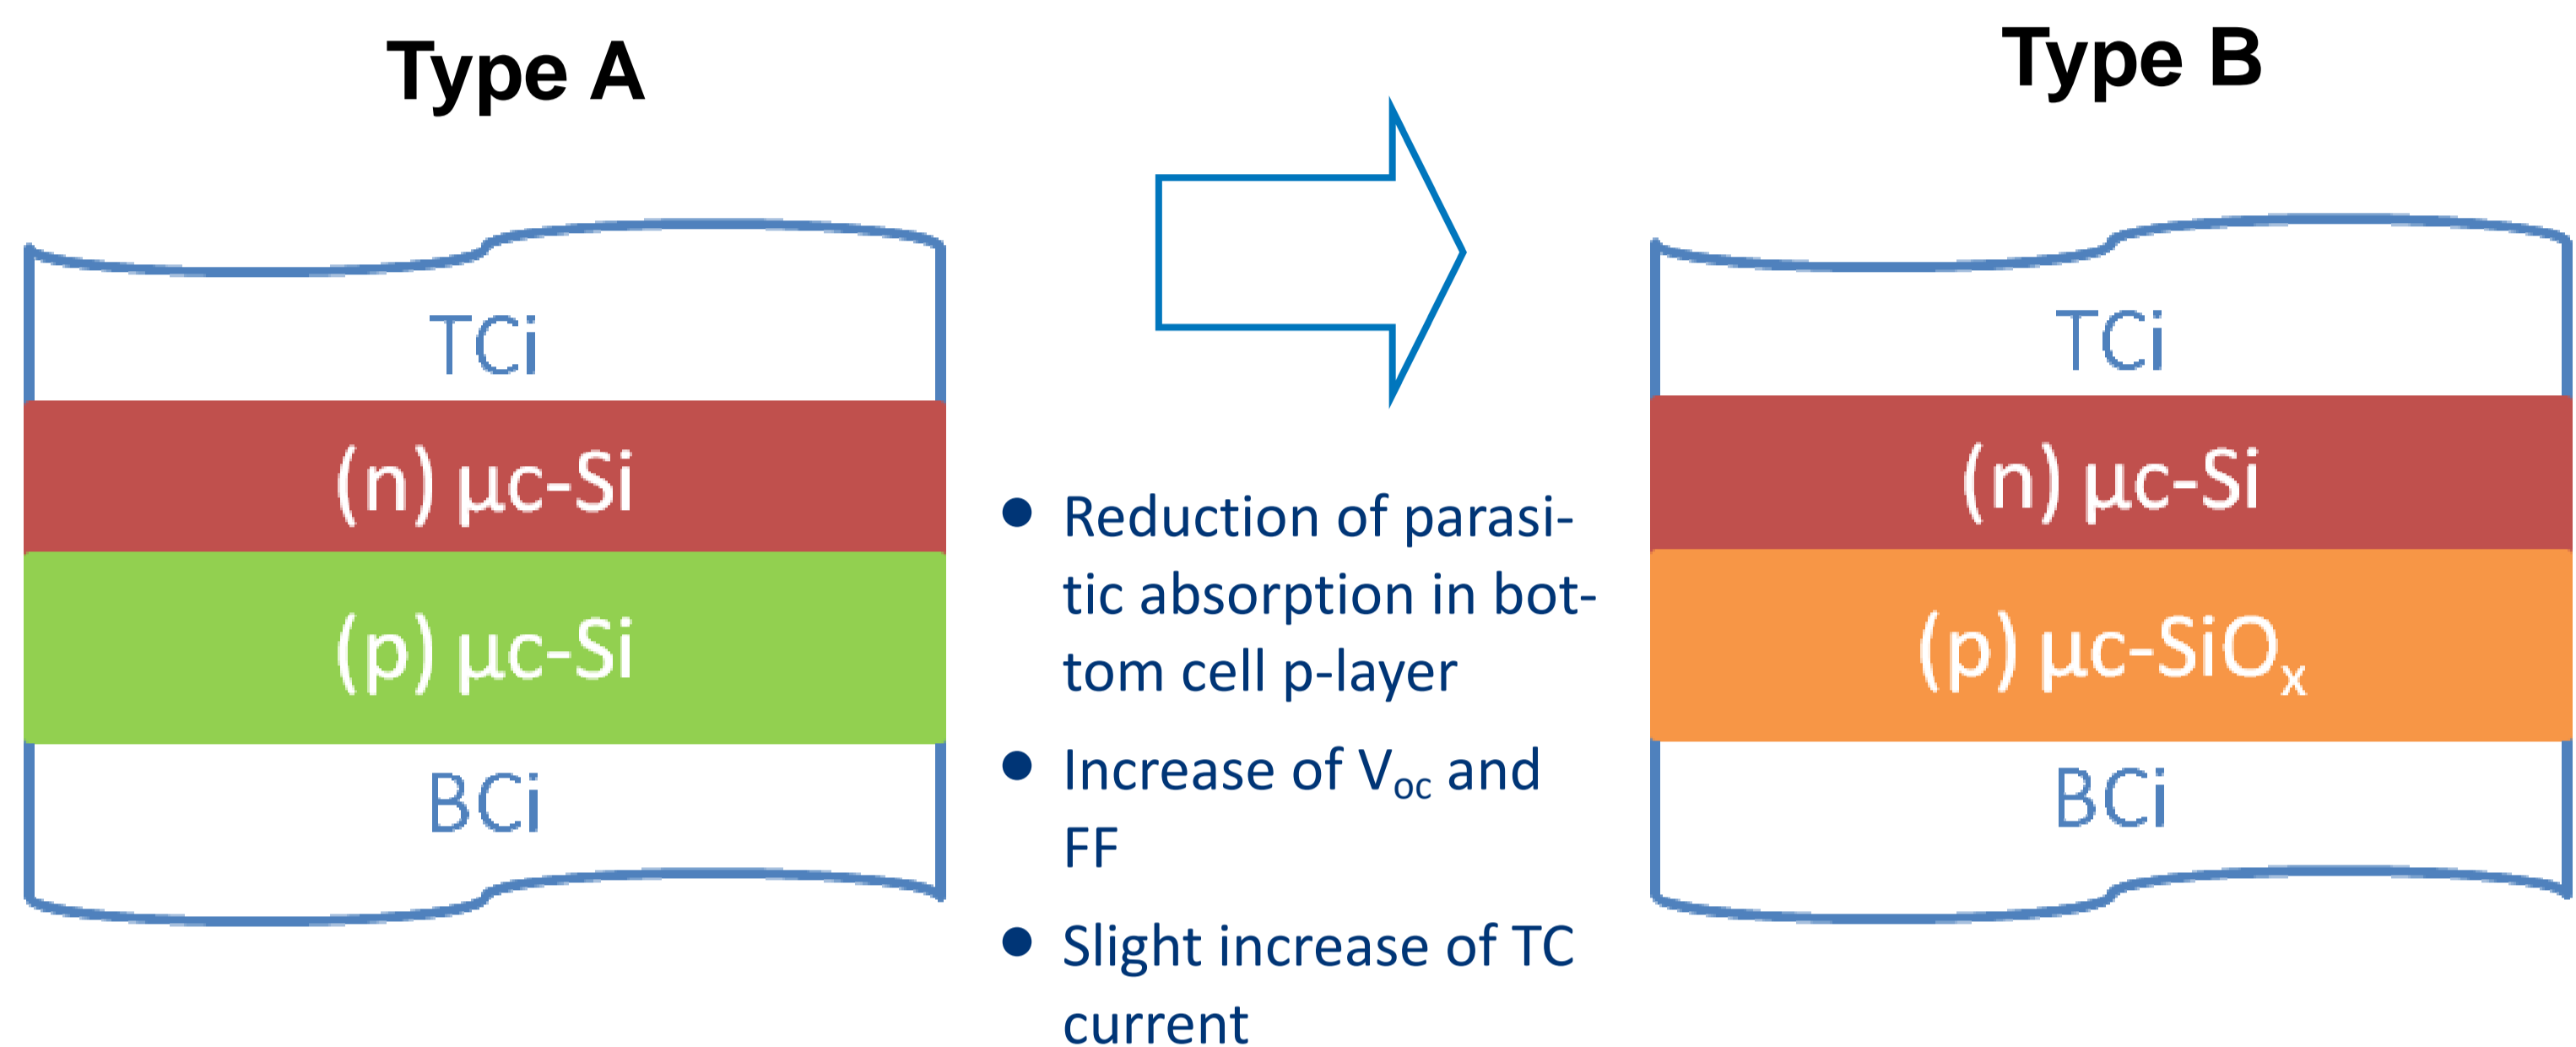 Type A
TCi
(n) μc-Si
(p) μc-Si
BCi
● Reduction of parasi-
tic absorption in bot-
tom cell p-layer
● Increase of Voc and
FF
● Slight increase of TC
current
Type B
TCi
(n) μc-Si
(p) μc-SiOx
BCi